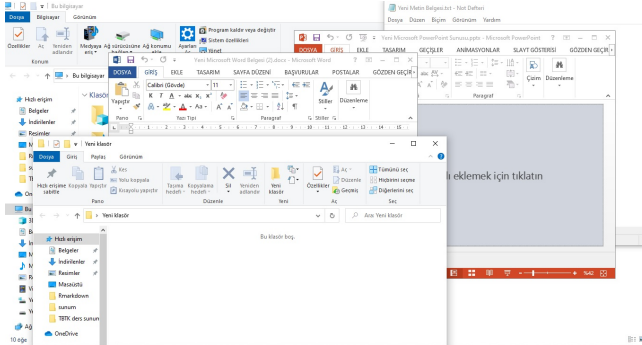 Bu bilgisayar
Dosya Bilgisayar Görünüm
Özellikler Aç Yeniden adlandır Medyaya Ağ sürücüsüne Ağ konumu Ayarları
Program kaldır veya değiştir
Sistem özellikleri
Yönet
Konum
Bu bilgisayar
Hızlı erişim
Belgeler
İndirilenler
Resimler
Klasör
Yeni Metin Belgesi.txt - Not Defteri
Dosya Düzen Biçim Görünüm Yardım
Yeni Microsoft PowerPoint Sunusu.pptx - Microsoft PowerPoint
DOSYA GİRİŞ EKLE TASARIM GEÇİŞLER ANİMASYONLAR SLAYT GÖSTERİSİ GÖZDEN GEÇİR
Çizim Düzenleme
Paragraf
lı eklemek için tıklatın
%42
Yeni Microsoft Word Belgesi (2).docx - Microsoft Word
DOSYA GİRİŞ EKLE TASARIM SAYFA DÜZENİ BAŞVURULAR POSTALAR GÖZDEN GEÇİR
Yapıştır
Calibri (Gövde) 11
Stiller Düzenleme
Pano Yazı Tipi Paragraf Stiller
Yeni klasör
Dosya Giriş Paylaş Görünüm
Hızlı erişime sabitle Kopyala Yapıştır
Kes
Yolu kopyala
Kısayolu yapıştır
Taşıma hedefi Kopyalama hedefi Sil Yeniden adlandır
Yeni klasör
Özellikler
Aç
Düzenle
Geçmiş
Tümünü seç
Hiçbirini seçme
Diğerlerini seç
Pano Düzenle Yeni Aç Seç
Yeni klasör
Ara: Yeni klasör
Bu klasör boş.
Hızlı erişim
Belgeler
İndirilenler
Resimler
Masaüstü
Rmarkdown
sunum
TBTK ders sunun
OneDrive
10 öğe